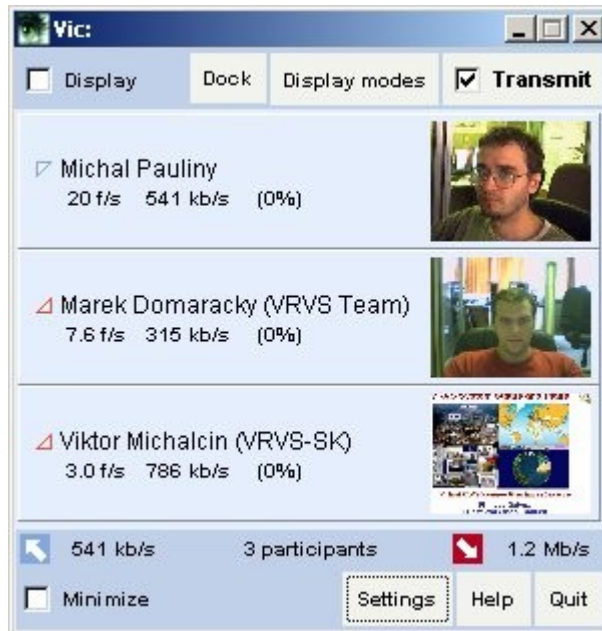 Vic:
Display Dock Display modes Transmit
Michal Pauliny
20 f/s 541 kb/s (0%)
Marek Domaracky (VRVS Team)
7.6 f/s 315 kb/s (0%)
Viktor Michalcin (VRVS-SK)
3.0 f/s 786 kb/s (0%)
541 kb/s 3 participants 1.2 Mb/s
Minimize Settings Help Quit